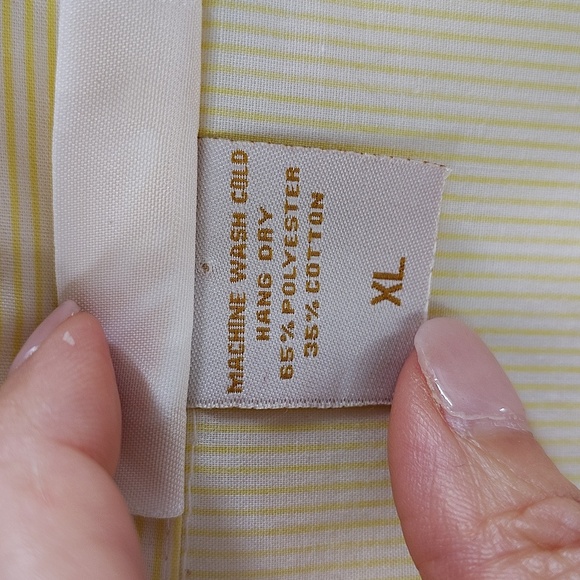 MACHINE WASH COLD
HANG DRY
65% POLYESTER
35% COTTON
XL